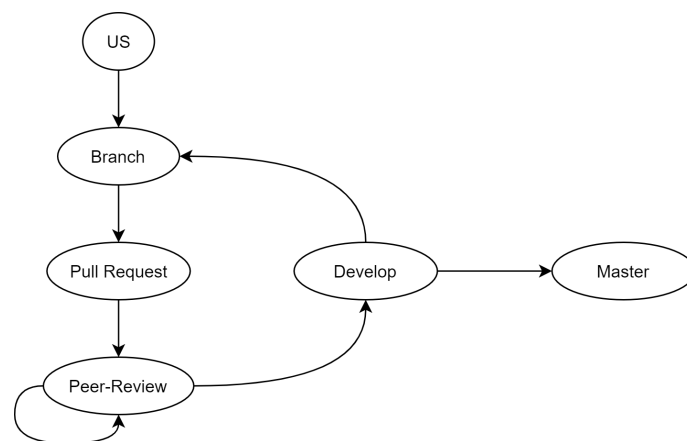 US
Branch
Pull Request
Develop
Master
Peer-Review